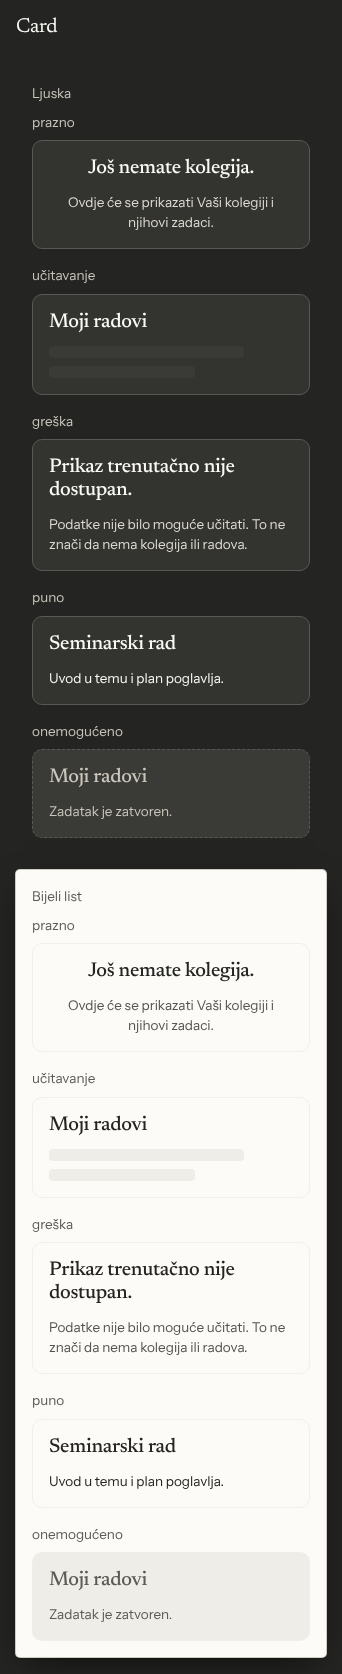 Card
Ljuska
prazno
Još nemate kolegija.
Ovdje će se prikazati Vaši kolegiji i
njihovi zadaci.
učitavanje
Moji radovi
greška
Prikaz trenutačno nije
dostupan.
Podatke nije bilo moguće učitati. To ne
znači da nema kolegija ili radova.
puno
Seminarski rad
Uvod u temu i plan poglavlja.
onemogućeno
Moji radovi
Zadatak je zatvoren.
Bijeli list
prazno
Još nemate kolegija.
Ovdje će se prikazati Vaši kolegiji i
njihovi zadaci.
učitavanje
Moji radovi
greška
Prikaz trenutačno nije
dostupan.
Podatke nije bilo moguće učitati. To ne
znači da nema kolegija ili radova.
puno
Seminarski rad
Uvod u temu i plan poglavlja.
onemogućeno
Moji radovi
Zadatak je zatvoren.